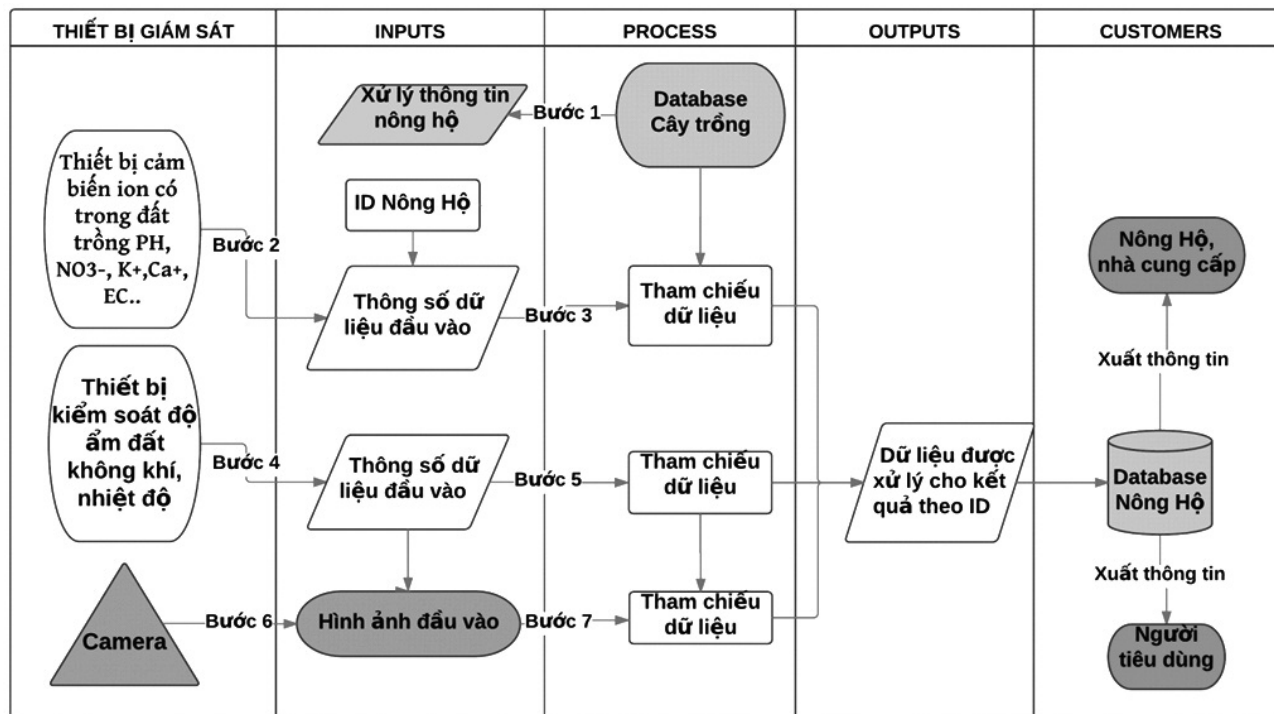 THIẾT BỊ GIÁM SÁT
INPUTS
PROCESS
OUTPUTS
CUSTOMERS
Xử lý thông tin
nông hộ
Bước 1
Database
Cây trồng
Thiết bị cảm
biến ion có
trong đất
trồng PH,
NO3-, K+,Ca+,
EC..
Bước 2
ID Nông Hộ
Thông số dữ
liệu đầu vào
Bước 3
Tham chiếu
dữ liệu
Nông Hộ,
nhà cung cấp
Xuất thông tin
Thiết bị
kiểm soát độ
ẩm đất
không khí,
nhiệt độ
Bước 4
Thông số dữ
liệu đầu vào
Bước 5
Tham chiếu
dữ liệu
Dữ liệu được
xử lý cho kết
quả theo ID
Database
Nông Hộ
Xuất thông tin
Camera
Bước 6
Hình ảnh đầu vào
Bước 7
Tham chiếu
dữ liệu
Người
tiêu dùng